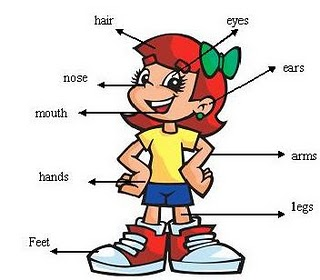 hair
eyes
nose
ears
mouth
arms
hands
legs
Feet